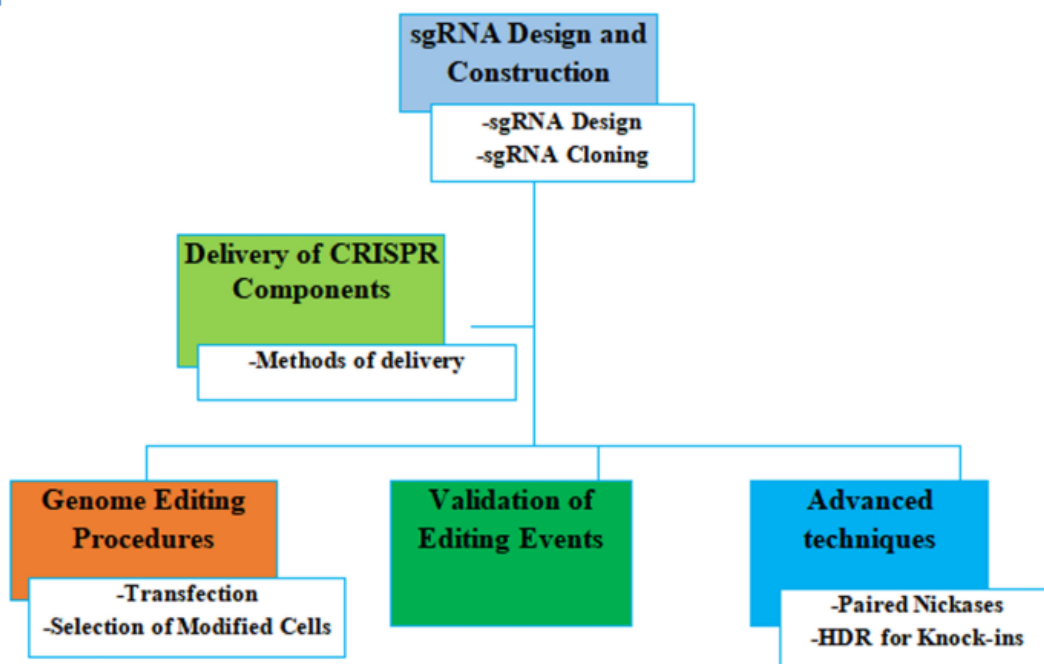 sgRNA Design and
Construction
-sgRNA Design
-sgRNA Cloning
Delivery of CRISPR
Components
-Methods of delivery
Genome Editing
Procedures
-Transfection
-Selection of Modified Cells
Validation of
Editing Events
Advanced
techniques
-Paired Nickases
-HDR for Knock-ins